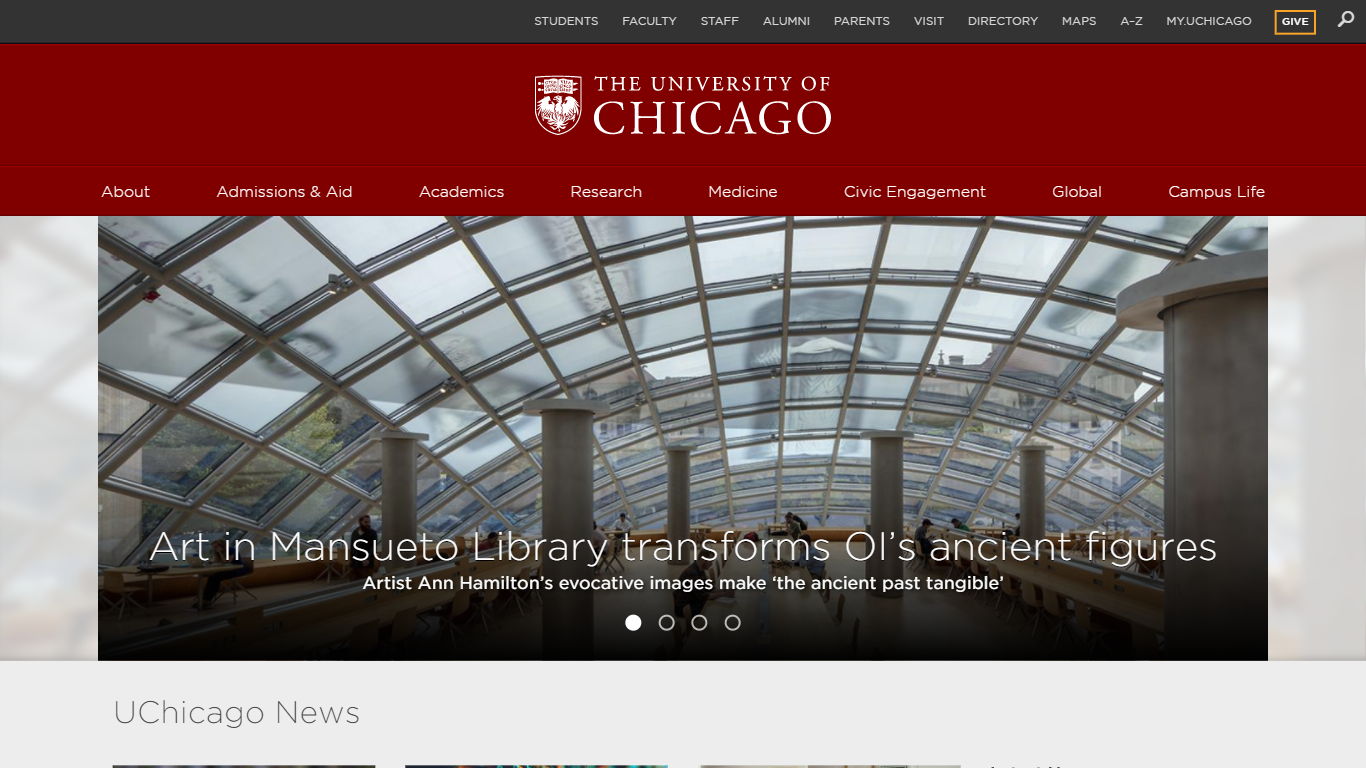 STUDENTS FACULTY STAFF ALUMNI PARENTS VISIT DIRECTORY MAPS A–Z MY.UCHICAGO GIVE
THE UNIVERSITY OF
CHICAGO
About Admissions & Aid Academics Research Medicine Civic Engagement Global Campus Life
Art in Mansueto Library transforms OI’s ancient figures
Artist Ann Hamilton’s evocative images make ‘the ancient past tangible’
UChicago News